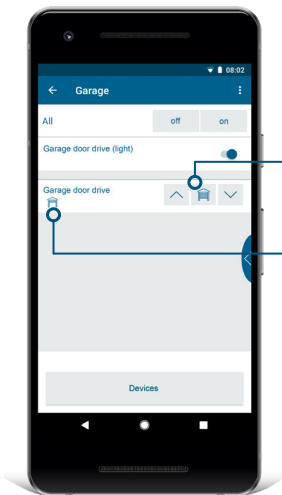 08:02
Garage
All
off
on
Garage door drive (light)
Garage door drive
Devices